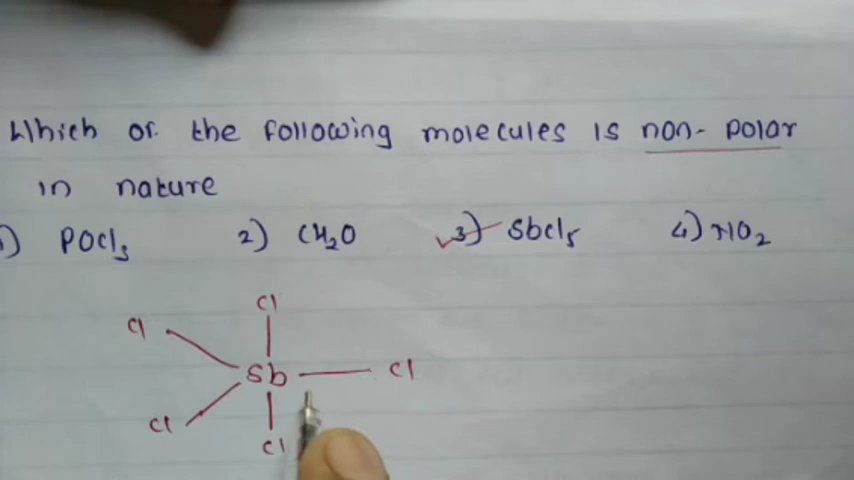 Which of the following molecules is non-polar
in nature
1) POCl3 2) CH2O 3) SbCl5 4) NO2
Cl
Cl
Sb Cl
Cl
Cl